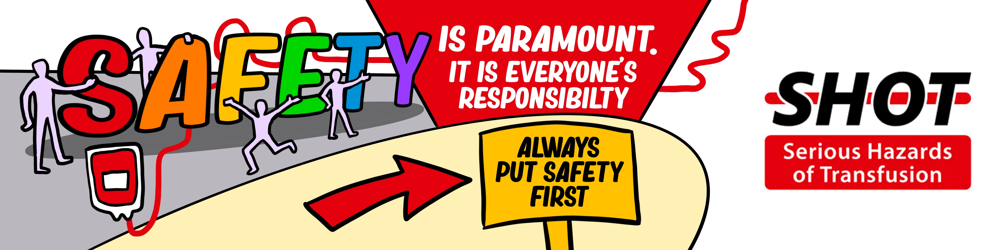 SAFETY
IS PARAMOUNT.
IT IS EVERYONE'S
RESPONSIBILTY
ALWAYS
PUT SAFETY
FIRST
SHOT
Serious Hazards
of Transfusion